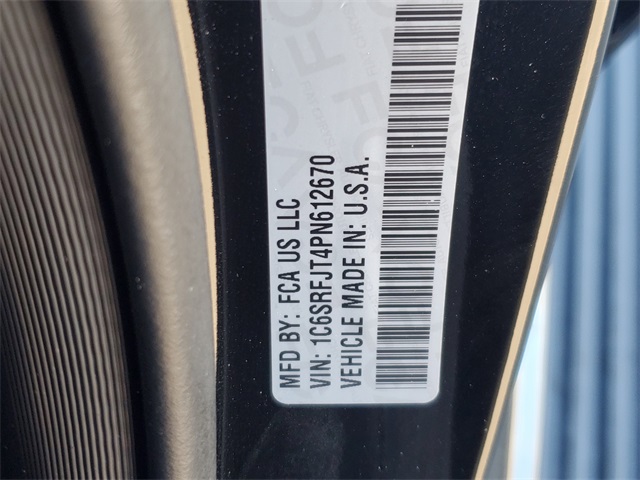 MFD BY: FCA US LLC
VIN: 1C6SRFJT4PN612670
VEHICLE MADE IN: U.S.A.